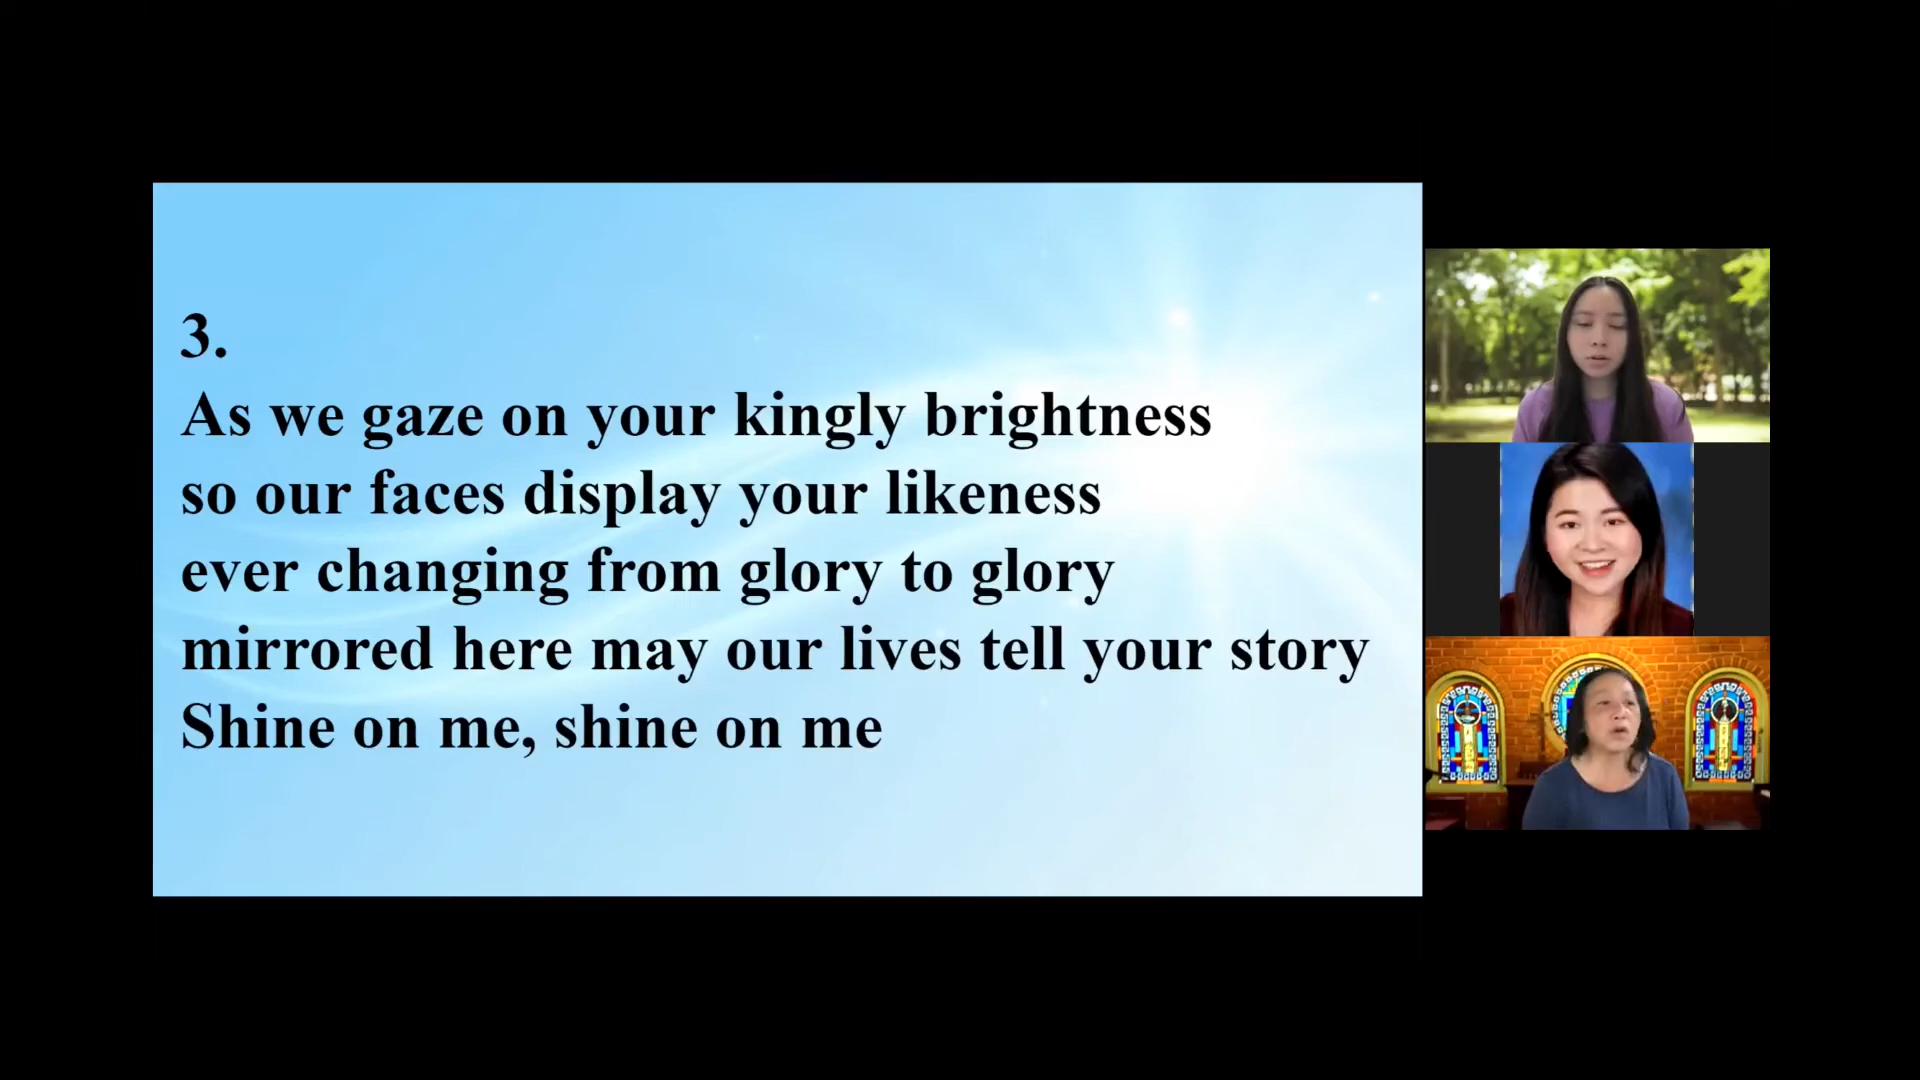 3.
As we gaze on your kingly brightness
so our faces display your likeness
ever changing from glory to glory
mirrored here may our lives tell your story
Shine on me, shine on me